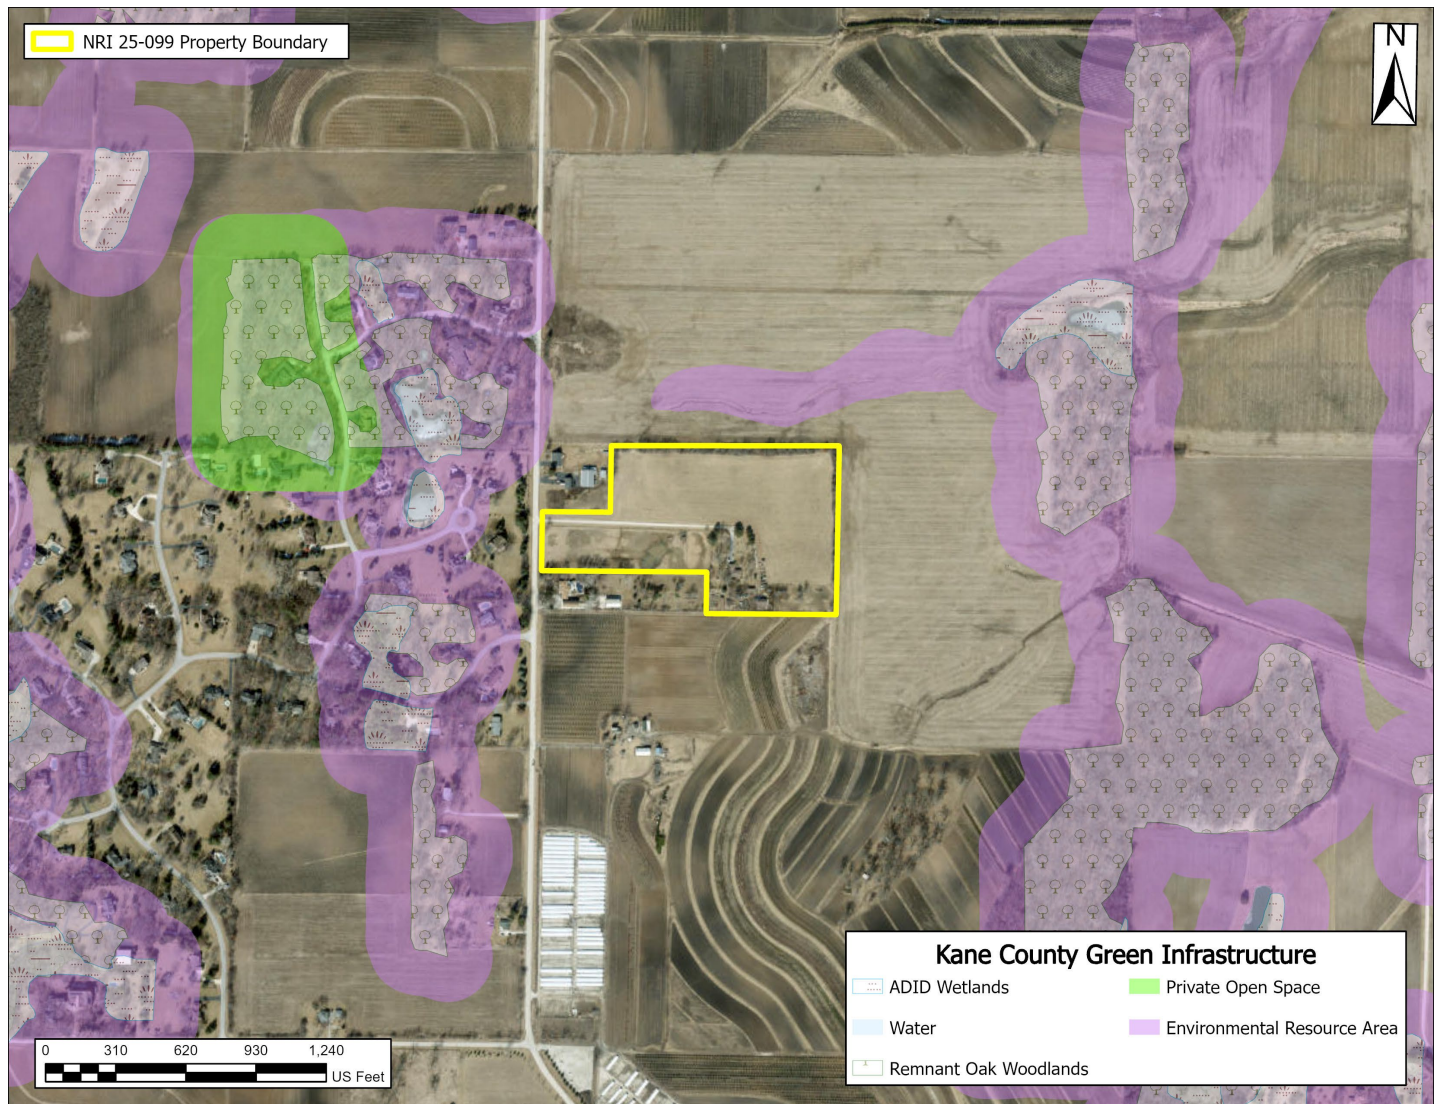 NRI 25-099 Property Boundary
N
Kane County Green Infrastructure
ADID Wetlands
Private Open Space
Water
Environmental Resource Area
Remnant Oak Woodlands
0 310 620 930 1,240
US Feet